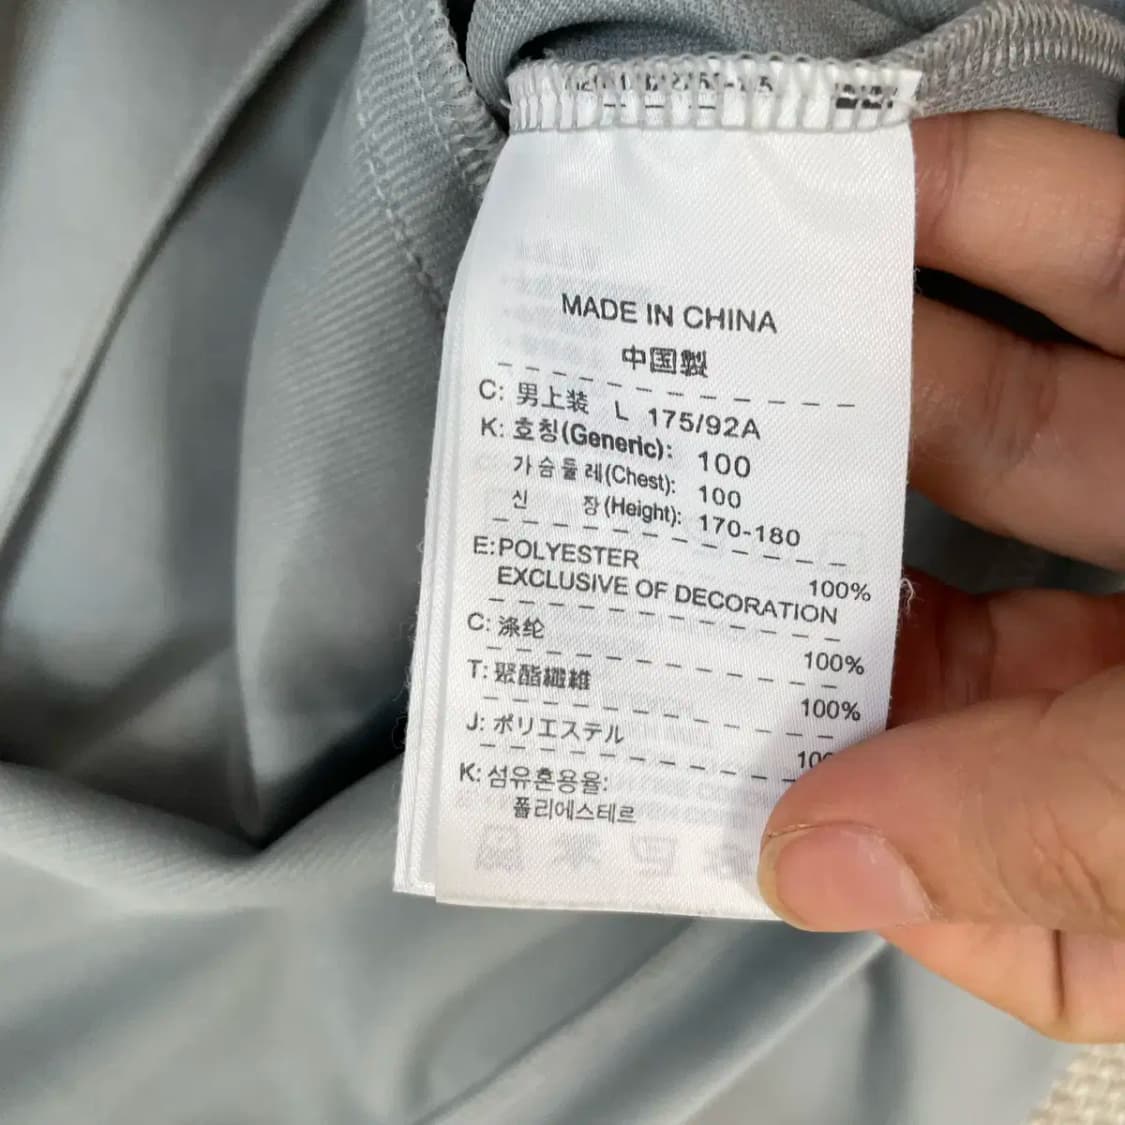 MADE IN CHINA
中国製
C: 男上装 L 175/92A
K: 호칭(Generic): 100
가슴둘레(Chest): 100
신 장(Height): 170-180
E: POLYESTER 100%
EXCLUSIVE OF DECORATION
C: 涤纶 100%
T: 聚酯纖維 100%
J: ポリエステル
K: 섬유혼용율:
폴리에스테르